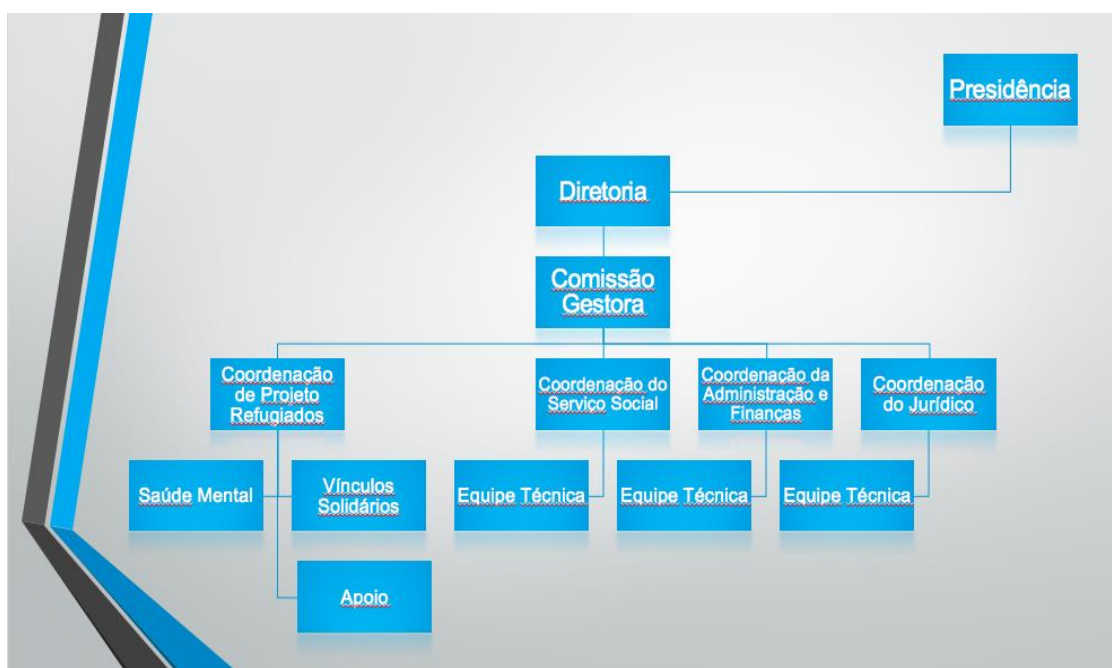 Presidência
Diretoria
Comissão
Gestora
Coordenação
de Projeto
Refugiados
Coordenação do
Serviço Social
Coordenação da
Administração e
Finanças
Coordenação
do Jurídico
Saúde Mental
Vínculos
Solidários
Equipe Técnica
Equipe Técnica
Equipe Técnica
Apoio